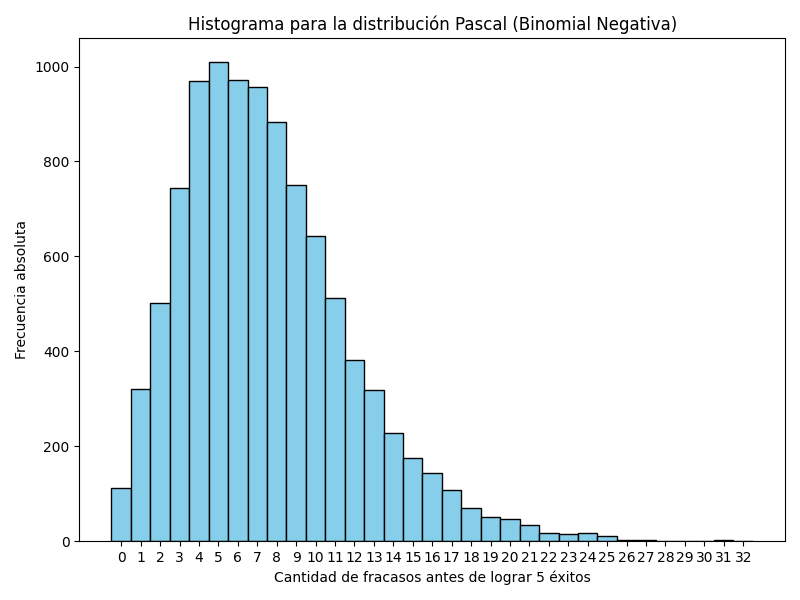 Histograma para la distribución Pascal (Binomial Negativa)
Frecuencia absoluta
1000
800
600
400
200
0
0 1 2 3 4 5 6 7 8 9 10 11 12 13 14 15 16 17 18 19 20 21 22 23 24 25 26 27 28 29 30 31 32
Cantidad de fracasos antes de lograr 5 éxitos